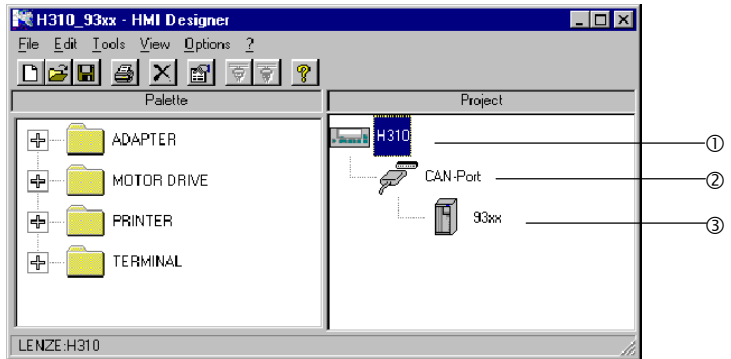 H310_93xx - HMI Designer
File Edit Tools View Options ?
Palette
Project
ADAPTER
MOTOR DRIVE
PRINTER
TERMINAL
H310
CAN-Port
93xx
①
②
③
LENZE:H310